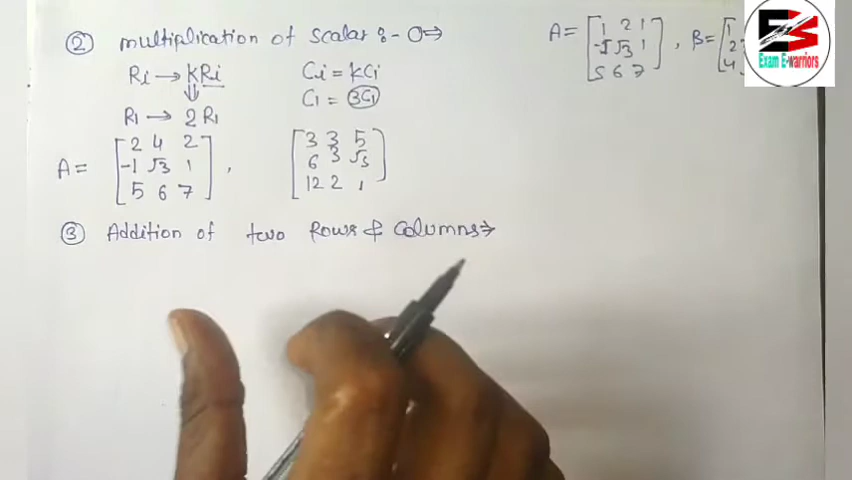 ② multiplication of Scalar :- O⇒
Ri → KRi    Ci = KCi
⇓    C1 = 3C1
R1 → 2R1
A = [2 4 2    [3 3 5
-1 √3 1    6 3 √3
5 6 7] ,    12 2 1]
③ Addition of two Rows & Columns⇒
A = [1 2 1
√3 1
5 6 7] , B = [1
2
4
ES
Exam E-warriors